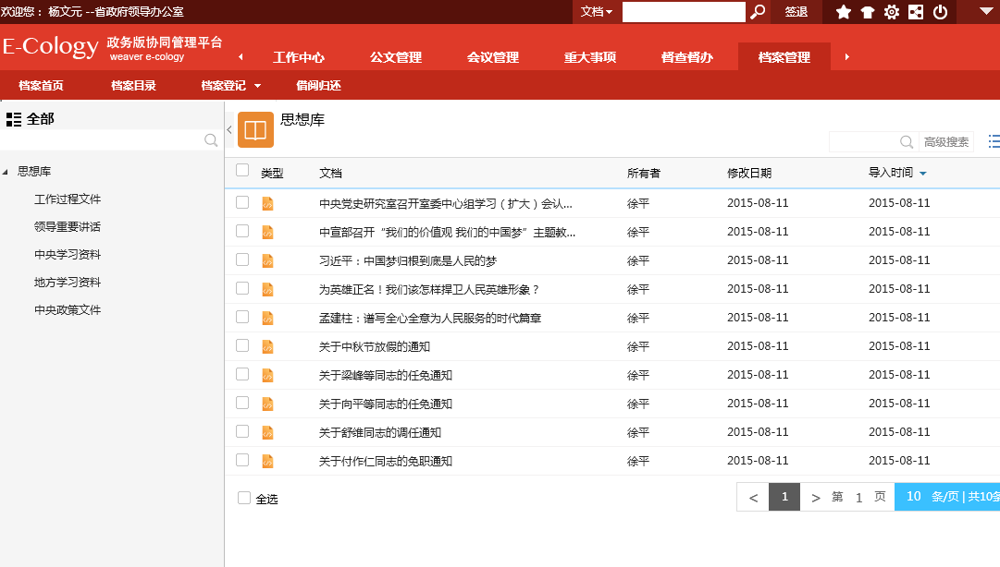 欢迎您： 杨文元 --省政府领导办公室
文档 签退
E-Cology 政务版协同管理平台
weaver e-cology
工作中心 公文管理 会议管理 重大事项 督查督办 档案管理
档案首页 档案目录 档案登记 借阅归还
全部
思想库
工作过程文件
领导重要讲话
中央学习资料
地方学习资料
中央政策文件
思想库
高级搜索
类型 文档 所有者 修改日期 导入时间
中央党史研究室召开室委中心组学习（扩大）会认... 徐平 2015-08-11 2015-08-11
中宣部召开“我们的价值观 我们的中国梦”主题教... 徐平 2015-08-11 2015-08-11
习近平：中国梦归根到底是人民的梦 徐平 2015-08-11 2015-08-11
为英雄正名！我们该怎样捍卫人民英雄形象？ 徐平 2015-08-11 2015-08-11
孟建柱：谱写全心全意为人民服务的时代篇章 徐平 2015-08-11 2015-08-11
关于中秋节放假的通知 徐平 2015-08-11 2015-08-11
关于梁峰等同志的任免通知 徐平 2015-08-11 2015-08-11
关于向平等同志的任免通知 徐平 2015-08-11 2015-08-11
关于舒维同志的调任通知 徐平 2015-08-11 2015-08-11
关于付作仁同志的免职通知 徐平 2015-08-11 2015-08-11
全选
< 1 > 第 1 页 10 条/页 | 共10条